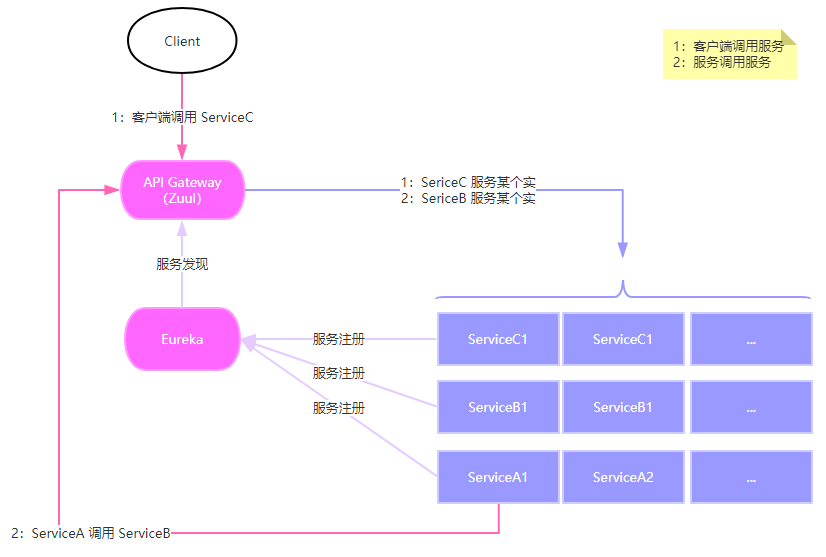 Client
1：客户端调用服务
2：服务调用服务
1：客户端调用 ServiceC
API Gateway
（Zuul）
1：SericeC 服务某个实
2：SericeB 服务某个实
服务发现
Eureka
服务注册
服务注册
服务注册
ServiceC1
ServiceC1
...
ServiceB1
ServiceB1
...
ServiceA1
ServiceA2
...
2：ServiceA 调用 ServiceB